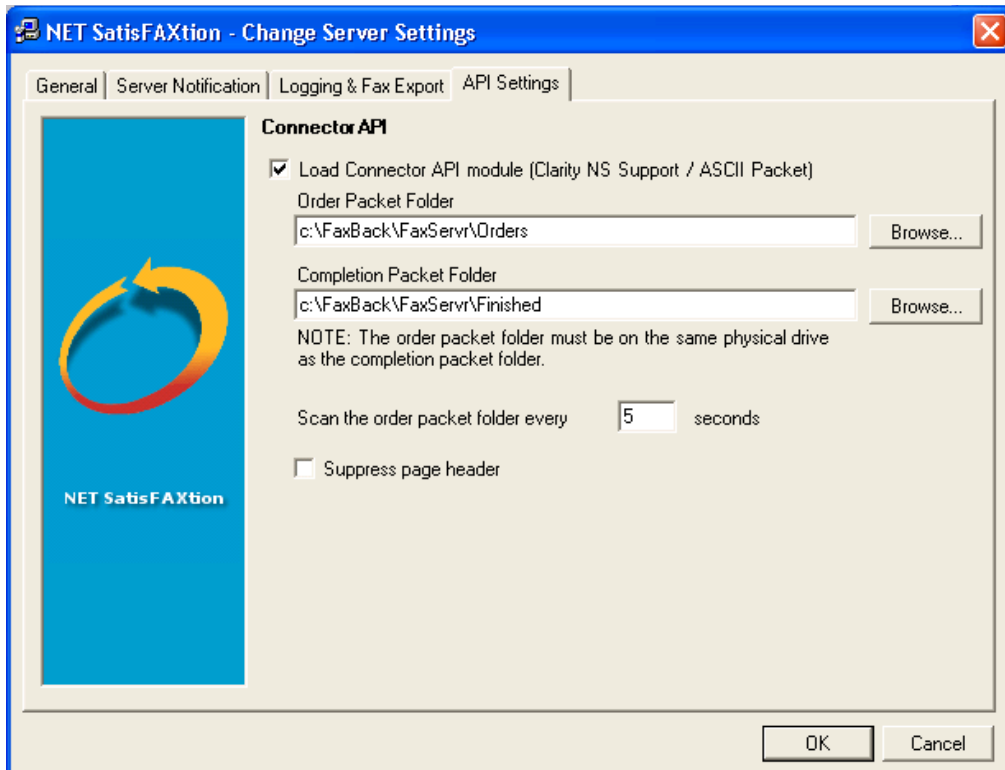 NET SatisFAXtion - Change Server Settings
General Server Notification Logging & Fax Export API Settings
Connector API
Load Connector API module (Clarity NS Support / ASCII Packet)
Order Packet Folder
c:\FaxBack\FaxServr\Orders Browse...
Completion Packet Folder
c:\FaxBack\FaxServr\Finished Browse...
NOTE: The order packet folder must be on the same physical drive
as the completion packet folder.
Scan the order packet folder every 5 seconds
Suppress page header
NET SatisFAXtion
OK Cancel